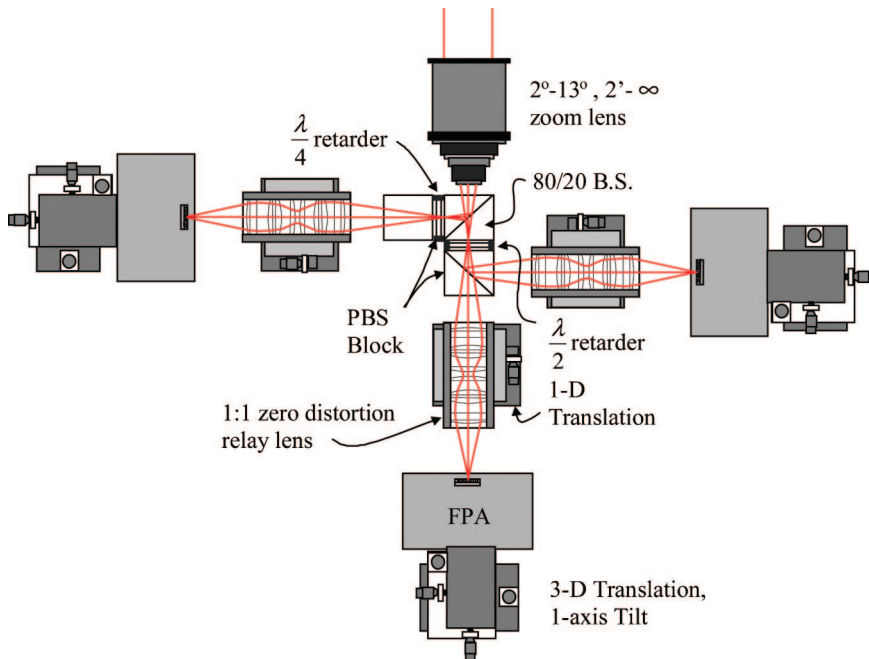 2º-13º , 2’- ∞
zoom lens
λ/4 retarder
80/20 B.S.
PBS
Block
λ/2 retarder
1-D
Translation
1:1 zero distortion
relay lens
FPA
3-D Translation,
1-axis Tilt